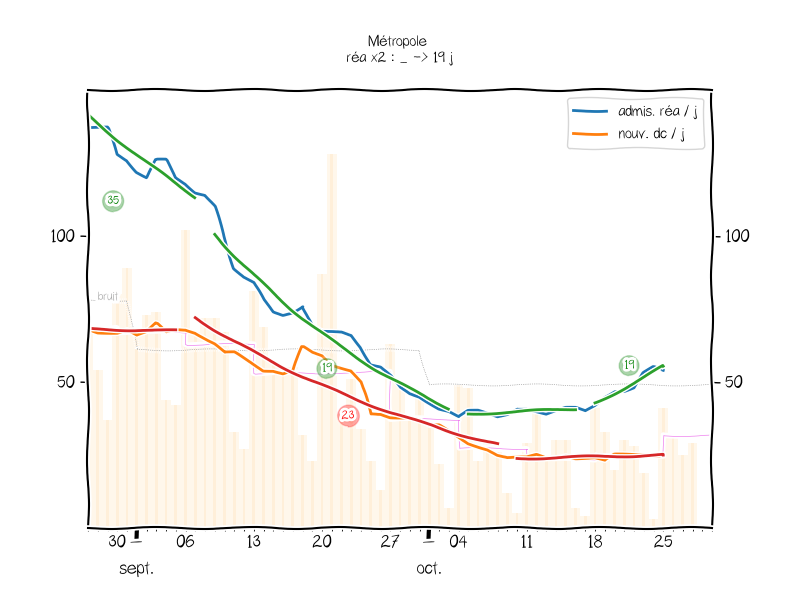 Métropole
réa x2 : _ -> 19 j
admis. réa / j
nouv. dc / j
35
100
100
bruit
19
19
50
50
23
30
06
13
20
27
04
11
18
25
sept.
oct.